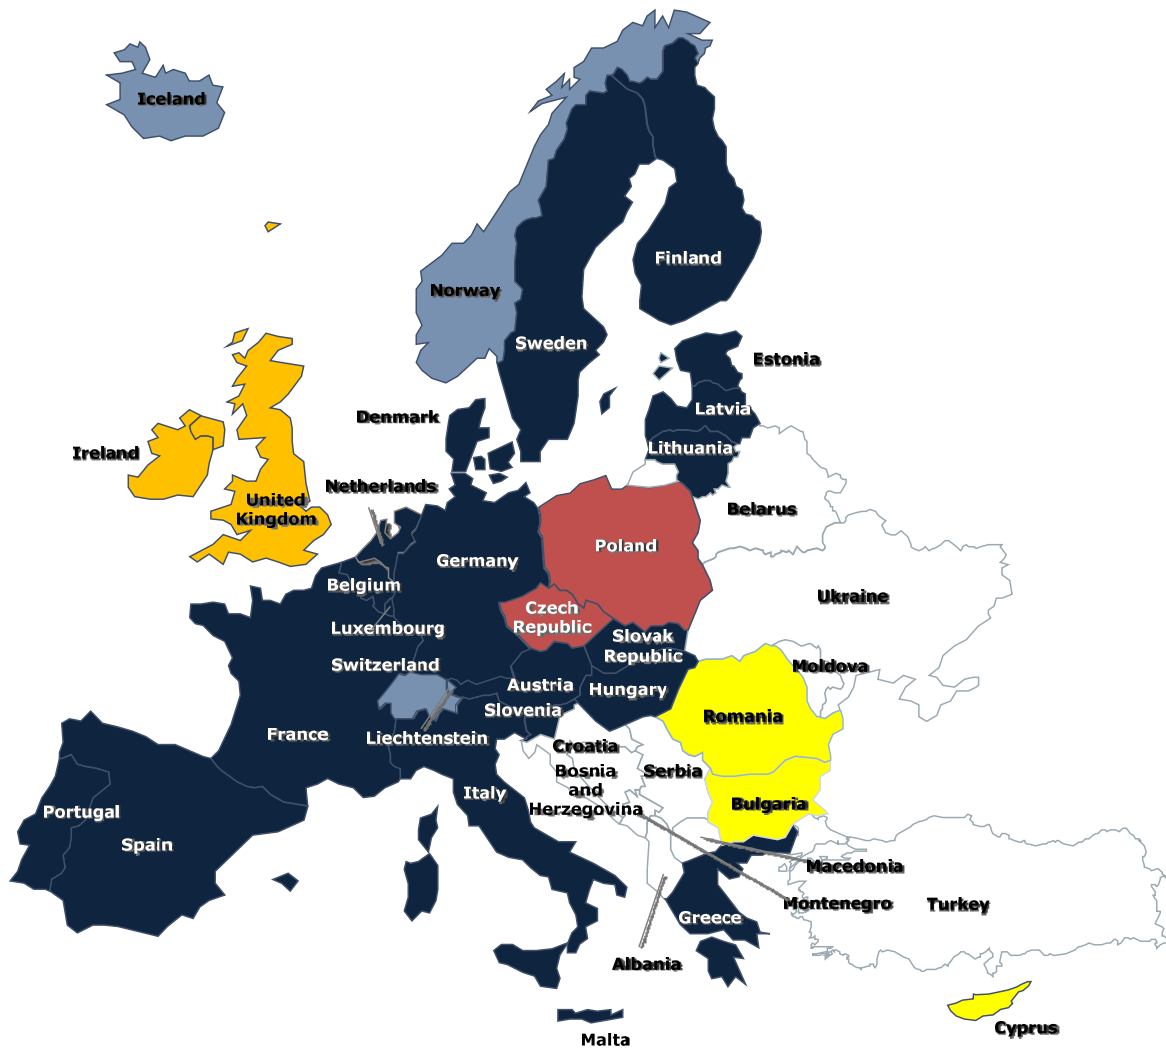 Iceland
Finland
Norway
Sweden
Estonia
Latvia
Denmark
Lithuania
Ireland
Netherlands
United
Kingdom
Belarus
Poland
Germany
Belgium
Ukraine
Czech
Republic
Luxembourg
Slovak
Republic
Switzerland
Moldova
Austria
Hungary
Slovenia
Romania
France
Liechtenstein
Croatia
Bosnia
and
Herzegovina
Serbia
Italy
Bulgaria
Portugal
Spain
Macedonia
Montenegro
Turkey
Greece
Albania
Cyprus
Malta